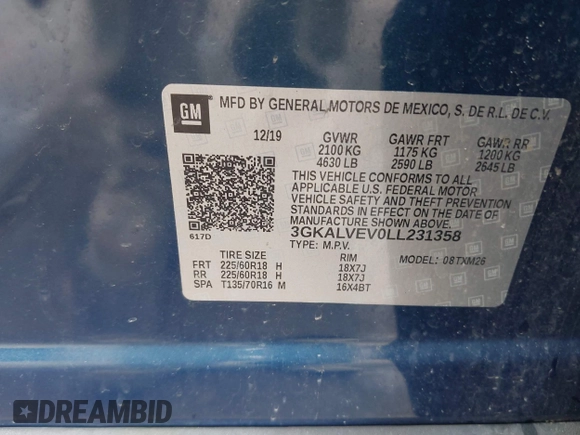 GM
MFD BY GENERAL MOTORS DE MEXICO, S. DE R.L. DE C.V.
12/19 GVWR GAWR FRT GAWR RR
2100 KG 1175 KG 1200 KG
4630 LB 2590 LB 2645 LB
THIS VEHICLE CONFORMS TO ALL
APPLICABLE U.S. FEDERAL MOTOR
VEHICLE SAFETY AND THEFT PREVENTION
STANDARDS IN EFFECT ON THE DATE OF
MANUFACTURE SHOWN ABOVE.
3GKALVEV0LL231358
617D
TYPE: M.P.V. MODEL: 08TXM26
TIRE SIZE RIM
FRT 225/60R18 H 18X7J
RR 225/60R18 H 18X7J
SPA T135/70R16 M 16X4BT
DREAMBID